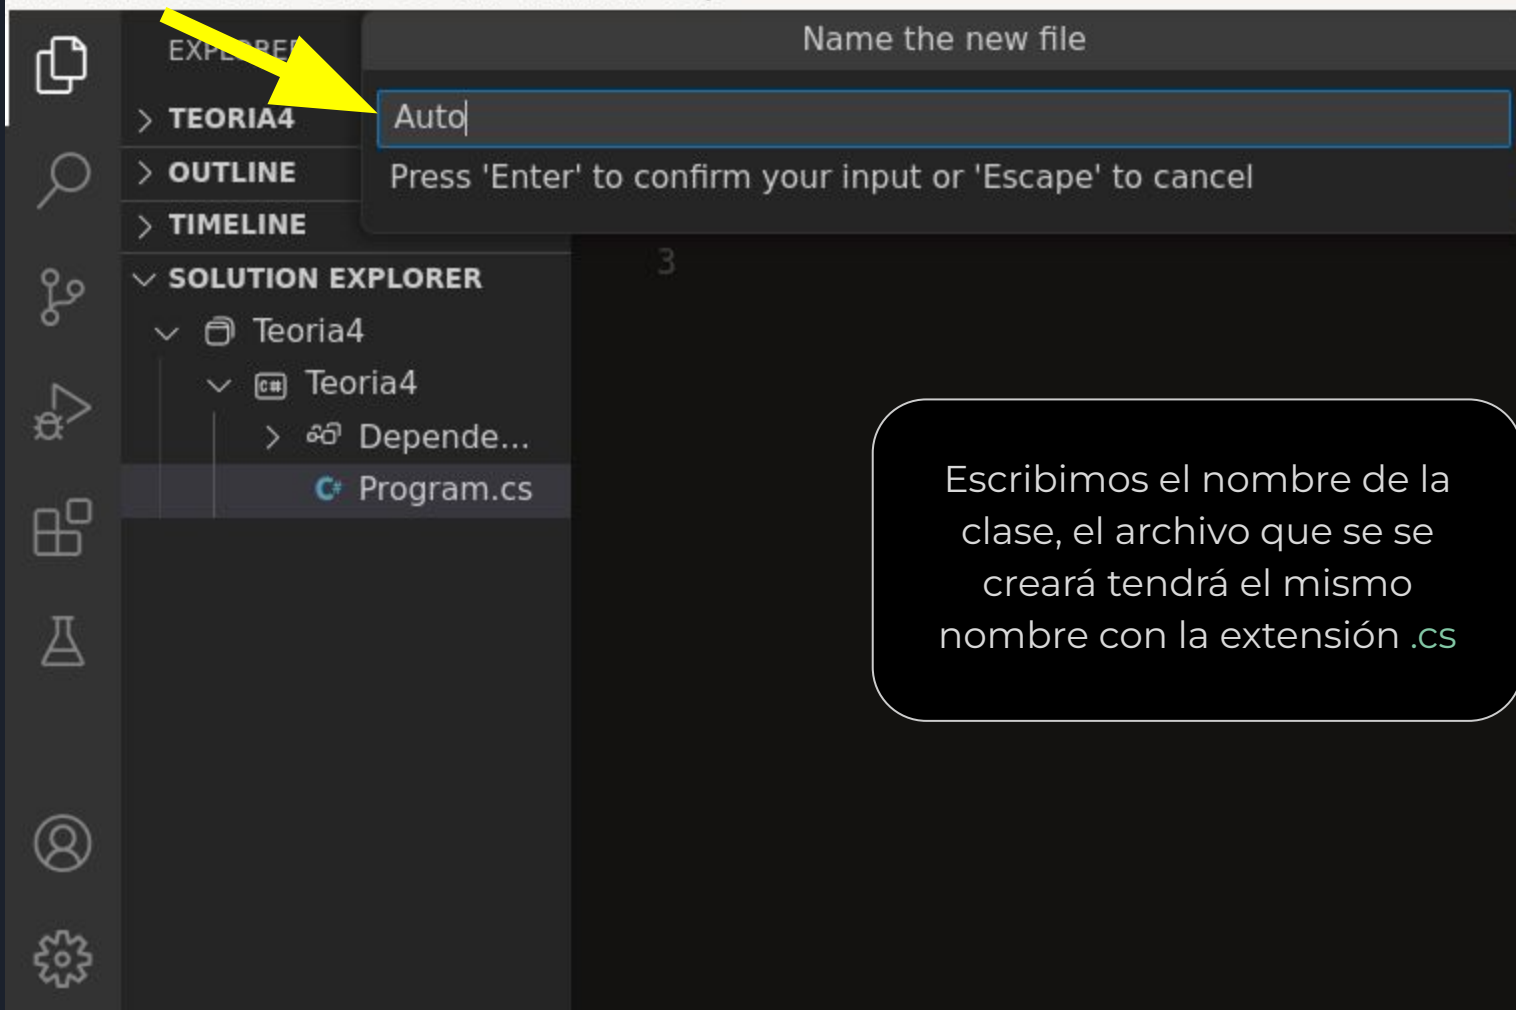 Name the new file
EXPLORER
Auto
TEORIA4
Press 'Enter' to confirm your input or 'Escape' to cancel
OUTLINE
TIMELINE
3
SOLUTION EXPLORER
Teoria4
C# Teoria4
Depende...
C# Program.cs
Escribimos el nombre de la
clase, el archivo que se se
creará tendrá el mismo
nombre con la extensión .cs